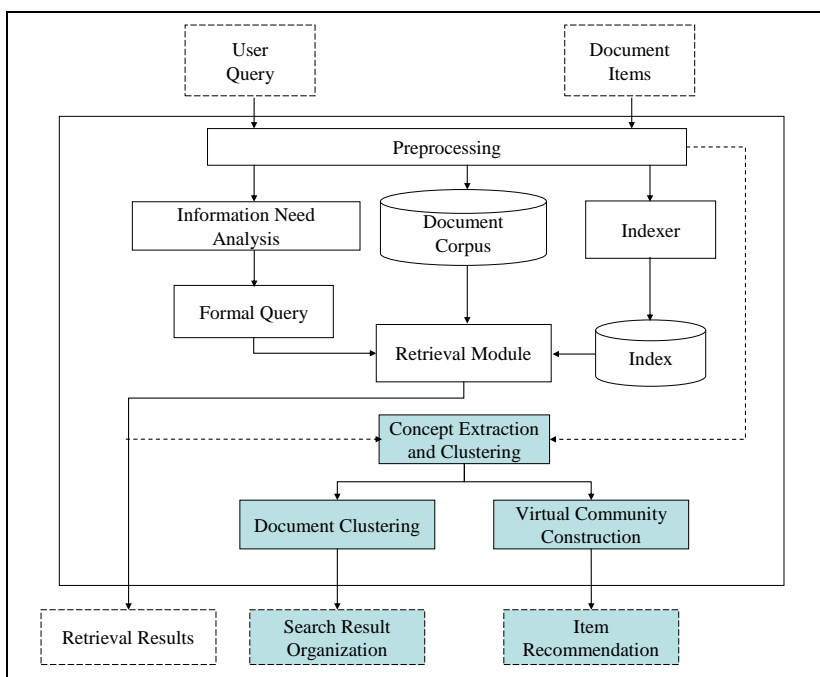 User
Query
Document
Items
Preprocessing
Information Need
Analysis
Document
Corpus
Indexer
Formal Query
Retrieval Module
Index
Concept Extraction
and Clustering
Document Clustering
Virtual Community
Construction
Retrieval Results
Search Result
Organization
Item
Recommendation